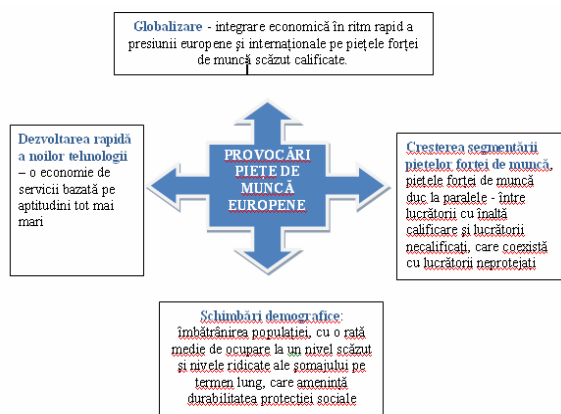 Globalizare - integrare economică în ritm rapid a
presiunii europene și internaționale pe piețele forței
de muncă scăzut calificate.
Dezvoltarea rapidă
a noilor tehnologii
– o economie de
servicii bazată pe
aptitudini tot mai
mari
PROVOCĂRI
PIEȚE DE
MUNCĂ
EUROPENE
Cresterea segmentării
piețelor forței de muncă,
piețele forței de muncă
duc la paralele - între
lucrătorii cu înaltă
calificare și lucrătorii
necalificați, care coexistă
cu lucrătorii neprotejați
Schimbări demografice:
îmbătrânirea populației, cu o rată
medie de ocupare la un nivel scăzut
și nivele ridicate ale șomajului pe
termen lung, care amenință
durabilitatea protecției sociale